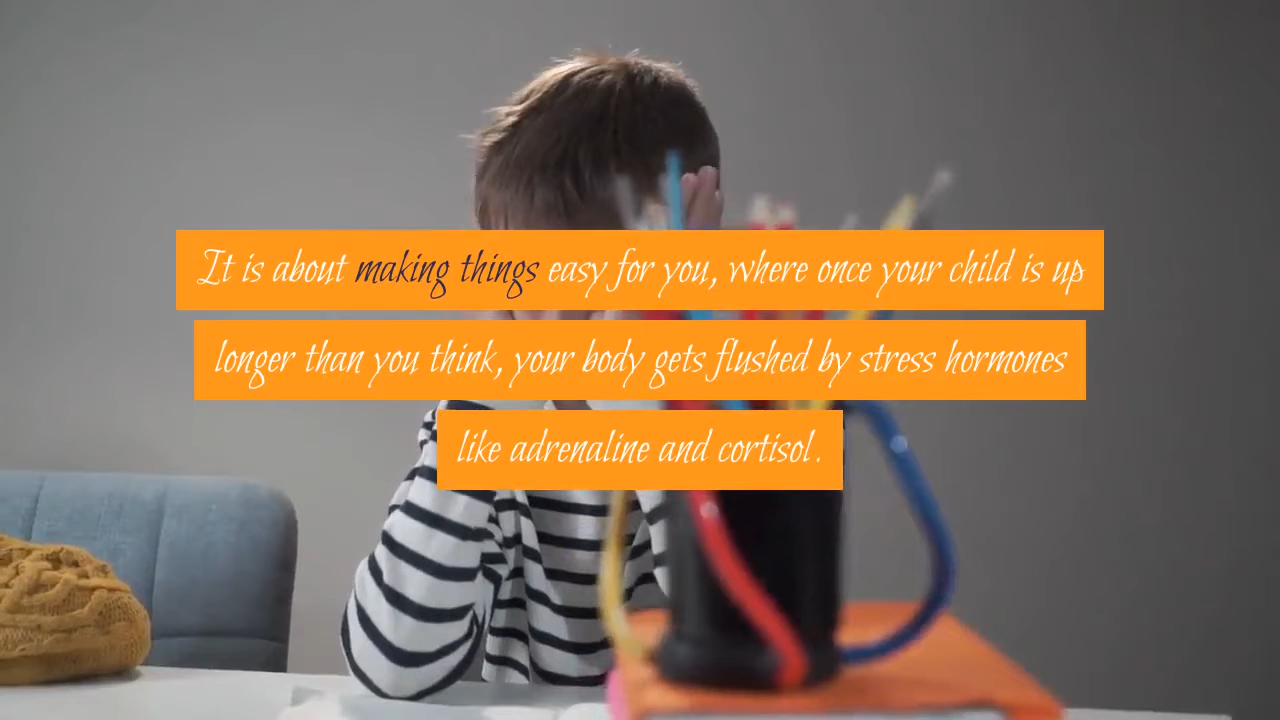 It is about making things easy for you, where once your child is up
longer than you think, your body gets flushed by stress hormones
like adrenaline and cortisol.